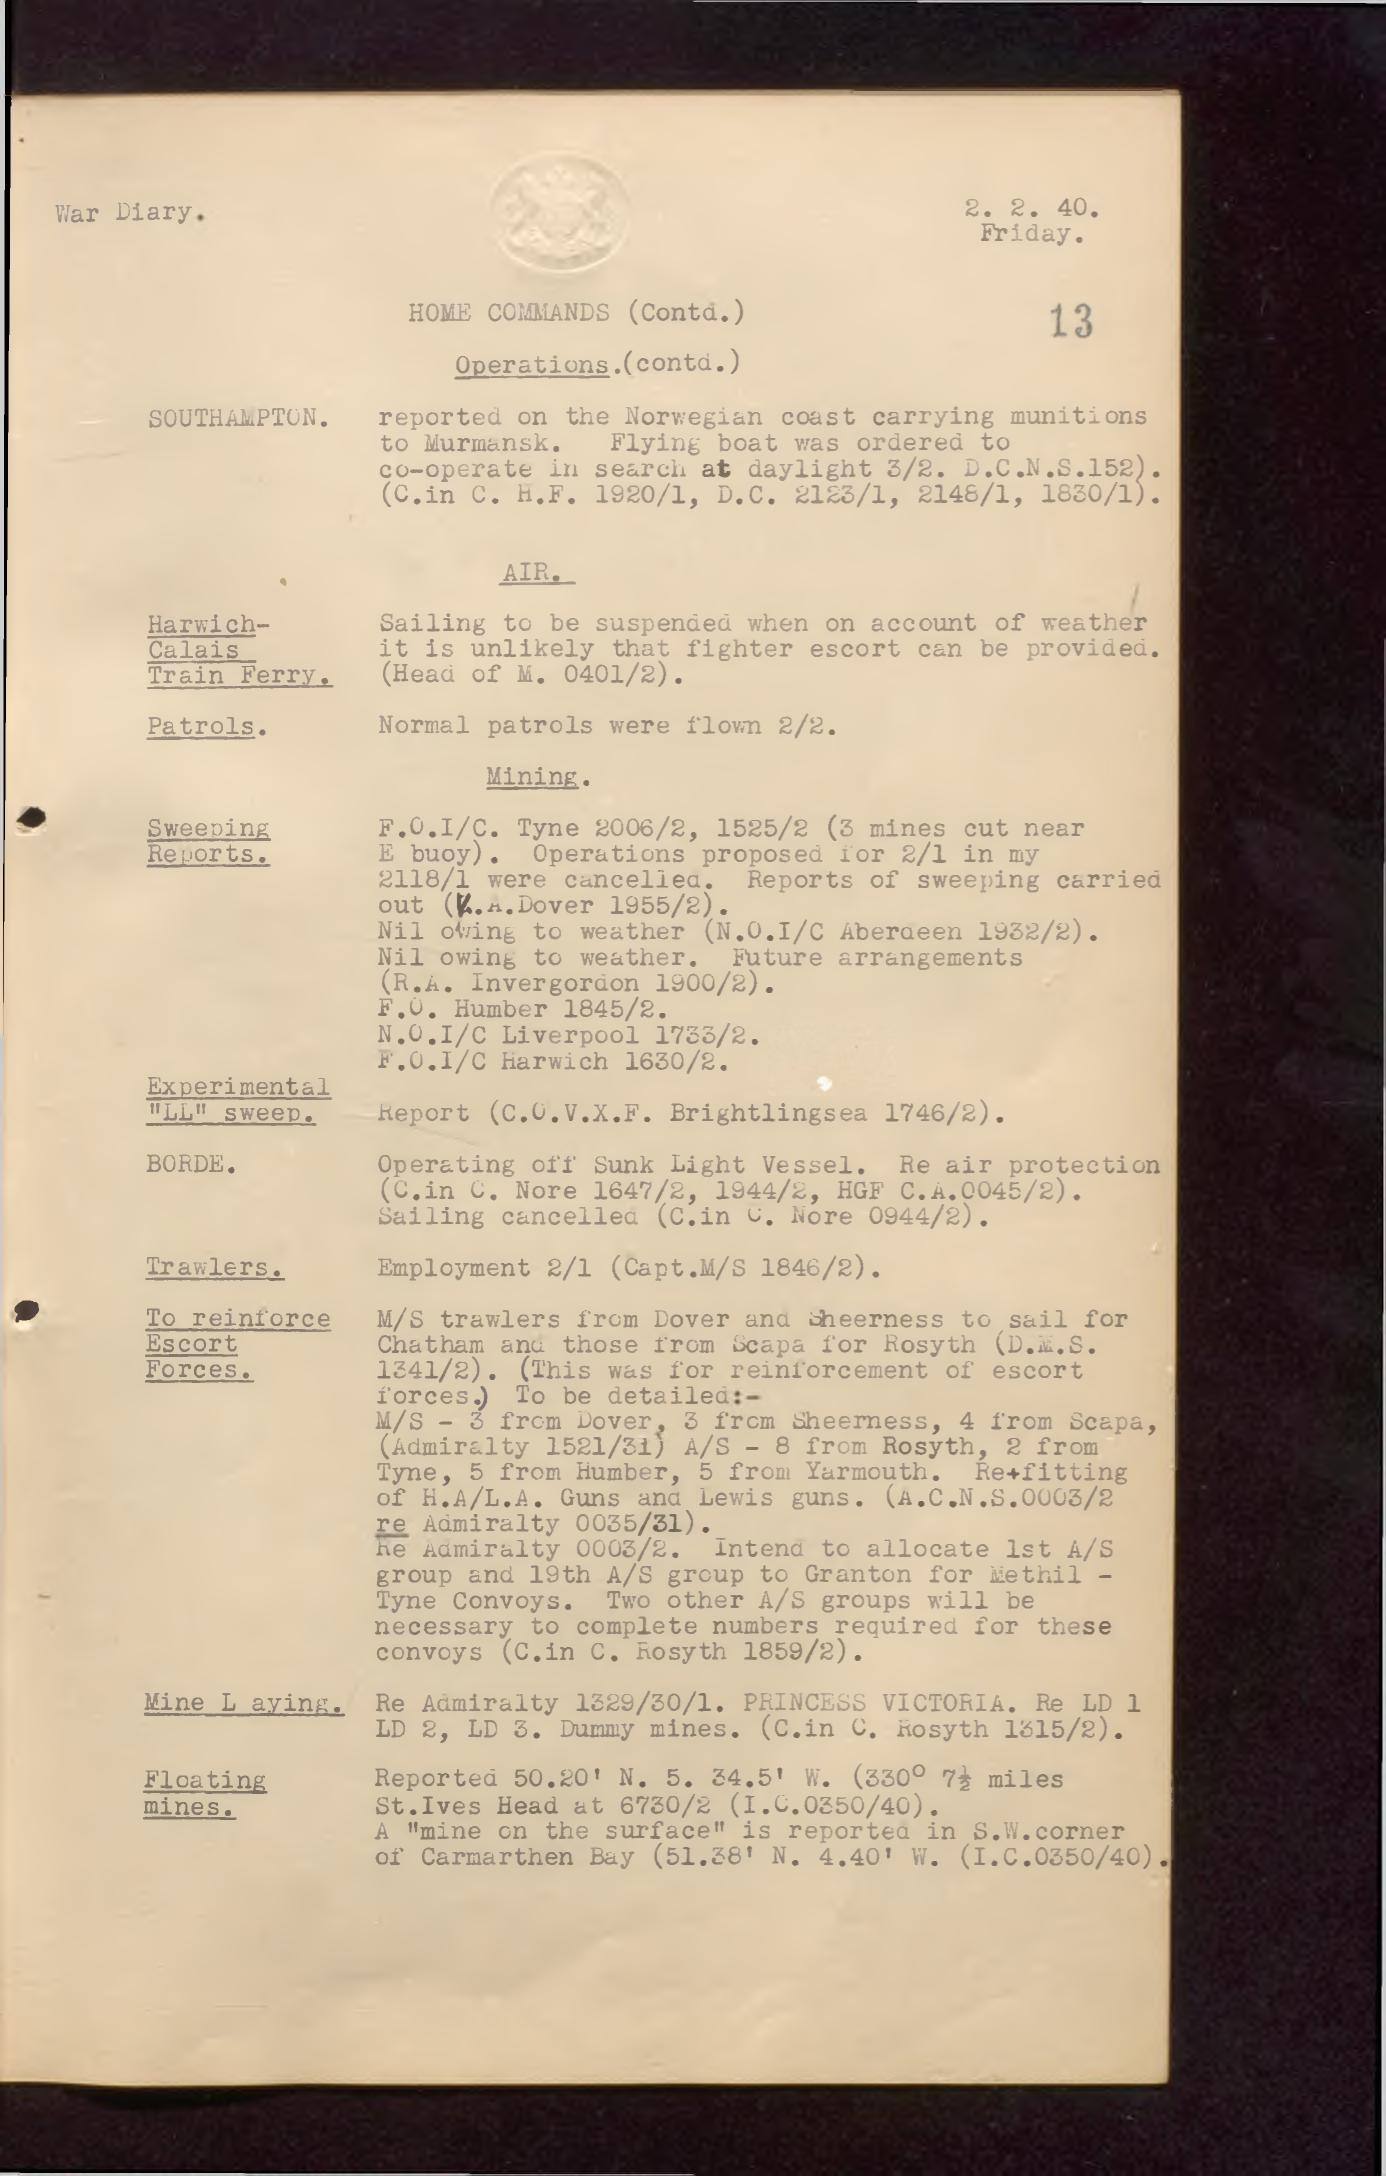 War Diary.
2. 2. 40.
Friday.
HOME COMMANDS (Contd.)
13
Operations.(contd.)
SOUTHAMPTON. reported on the Norwegian coast carrying munitions
to Murmansk. Flying boat was ordered to
co-operate in search at daylight 3/2. D.C.N.S.152).
(C.in C. H.F. 1920/1, D.C. 2123/1, 2148/1, 1830/1).
AIR.
Harwich- Sailing to be suspended when on account of weather
Calais it is unlikely that fighter escort can be provided.
Train Ferry. (Head of M. 0401/2).
Patrols. Normal patrols were flown 2/2.
Mining.
Sweeping F.O.I/C. Tyne 2006/2, 1525/2 (3 mines cut near
Reports. E buoy). Operations proposed for 2/1 in my
2118/1 were cancelled. Reports of sweeping carried
out (V.A.Dover 1955/2).
Nil owing to weather (N.O.I/C Aberdeen 1932/2).
Nil owing to weather. Future arrangements
(R.A. Invergordon 1900/2).
F.O. Humber 1845/2.
N.O.I/C Liverpool 1733/2.
F.O.I/C Harwich 1630/2.
Experimental
"LL" sweep. Report (C.O.V.X.F. Brightlingsea 1746/2).
BORDE. Operating off Sunk Light Vessel. Re air protection
(C.in C. Nore 1647/2, 1944/2, HGF C.A.0045/2).
Sailing cancelled (C.in C. Nore 0944/2).
Trawlers. Employment 2/1 (Capt.M/S 1846/2).
To reinforce M/S trawlers from Dover and Sheerness to sail for
Escort Chatham and those from Scapa for Rosyth (D.M.S.
Forces. 1341/2). (This was for reinforcement of escort
forces.) To be detailed:-
M/S - 3 from Dover, 3 from Sheerness, 4 from Scapa,
(Admiralty 1521/31) A/S - 8 from Rosyth, 2 from
Tyne, 5 from Humber, 5 from Yarmouth. Re+fitting
of H.A/L.A. Guns and Lewis guns. (A.C.N.S.0003/2
re Admiralty 0035/31).
Re Admiralty 0003/2. Intend to allocate 1st A/S
group and 19th A/S group to Granton for Methil -
Tyne Convoys. Two other A/S groups will be
necessary to complete numbers required for these
convoys (C.in C. Rosyth 1859/2).
Mine L aying. Re Admiralty 1329/30/1. PRINCESS VICTORIA. Re LD 1
LD 2, LD 3. Dummy mines. (C.in C. Rosyth 1315/2).
Floating Reported 50.20' N. 5. 34.5' W. (330° 7½ miles
mines. St.Ives Head at 6730/2 (I.C.0350/40).
A "mine on the surface" is reported in S.W.corner
of Carmarthen Bay (51.38' N. 4.40' W. (I.C.0350/40).